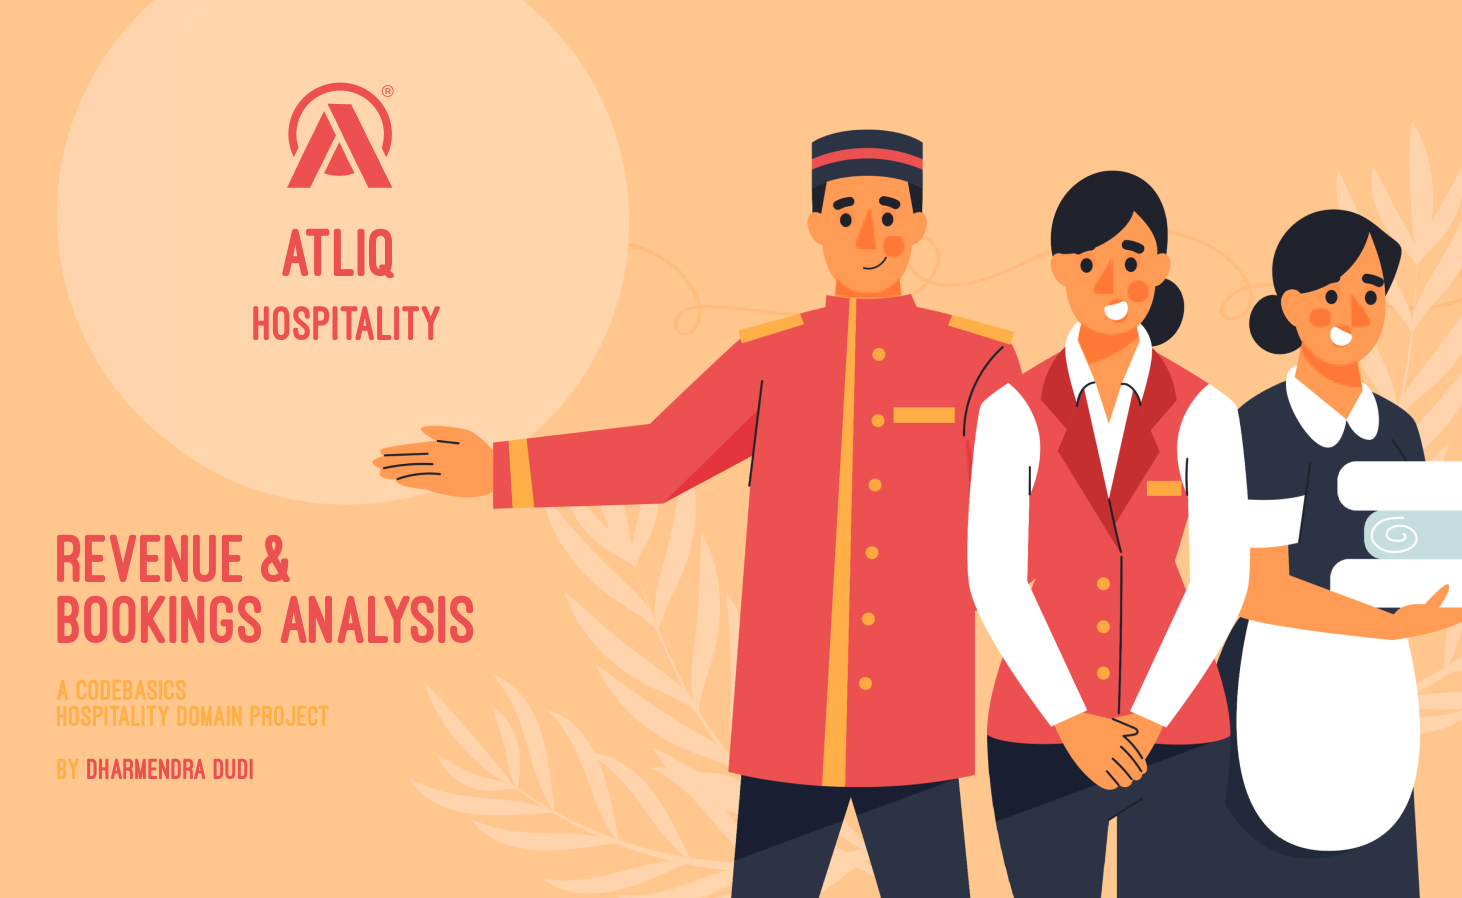 ®
ATLIQ
HOSPITALITY
REVENUE &
BOOKINGS ANALYSIS
A CODEBASICS
HOSPITALITY DOMAIN PROJECT
BY DHARMENDRA DUDI